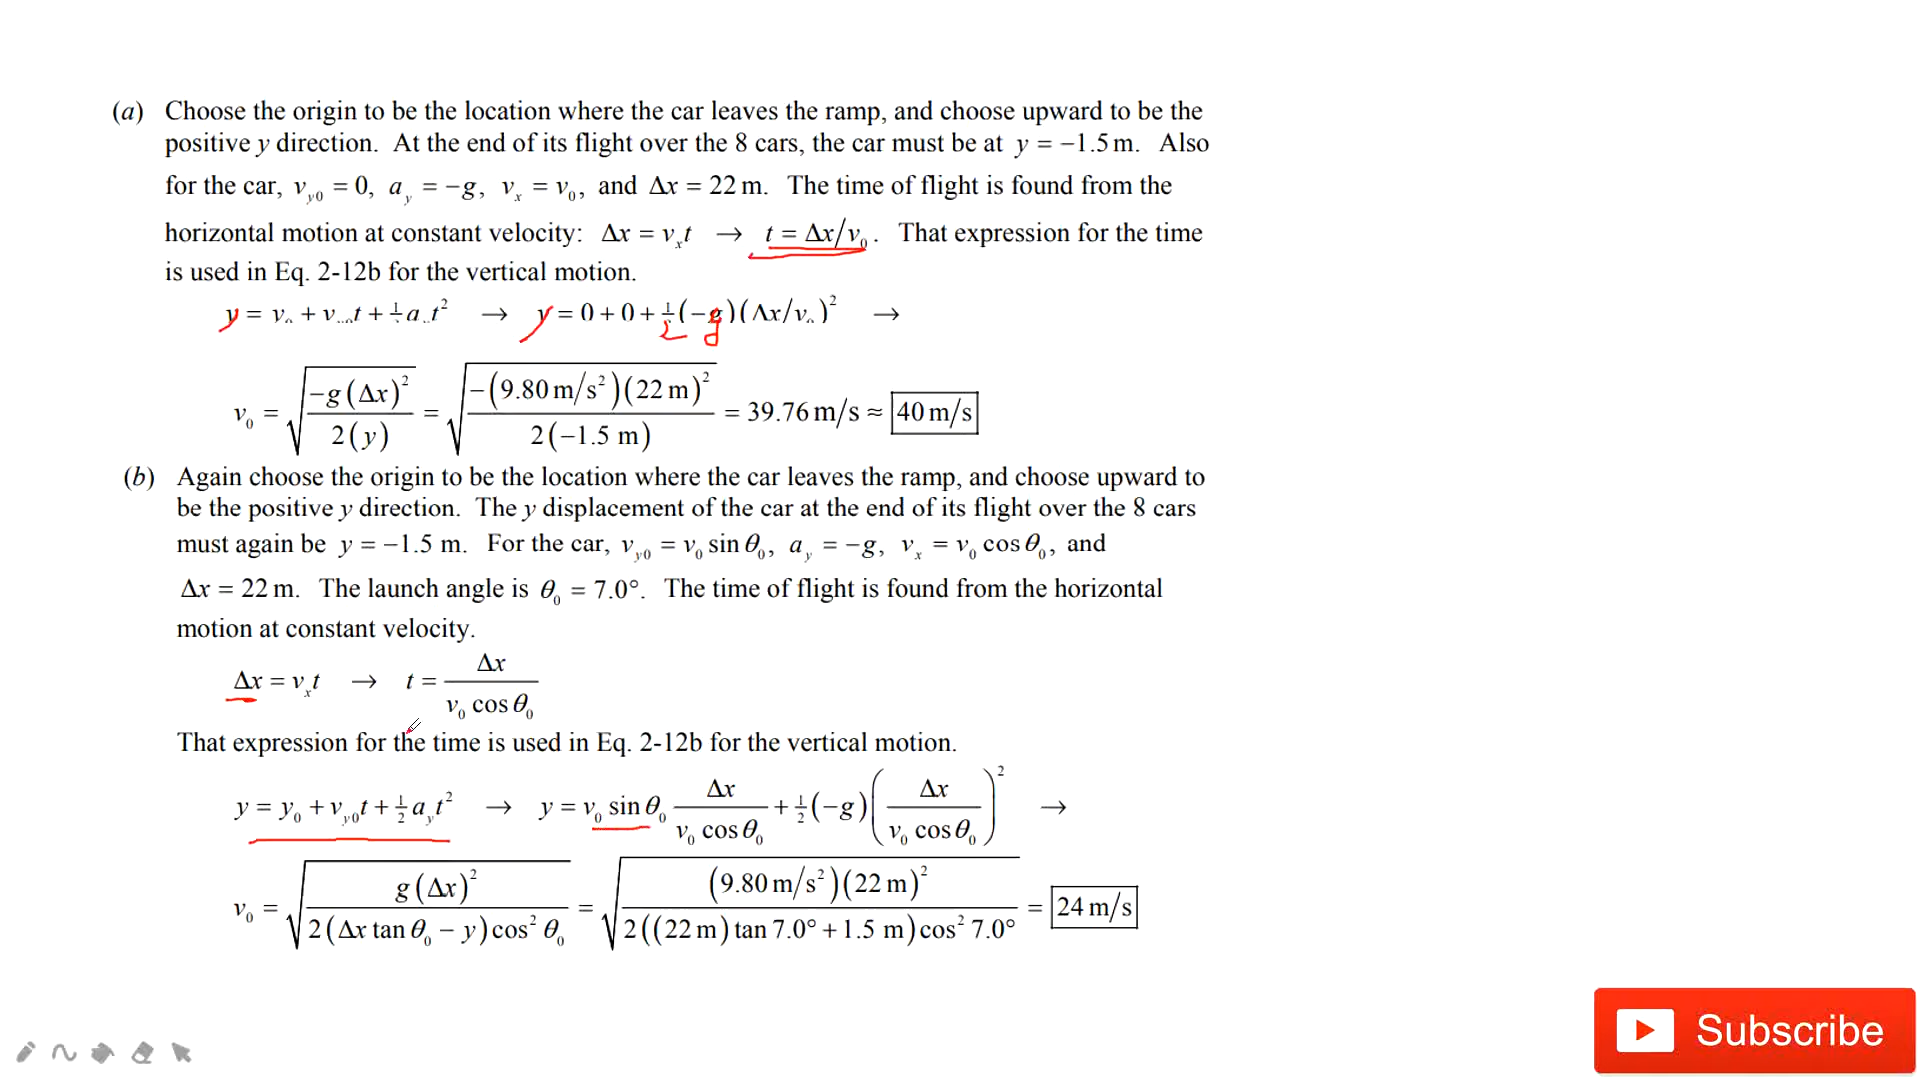 (a) Choose the origin to be the location where the car leaves the ramp, and choose upward to be the
positive y direction. At the end of its flight over the 8 cars, the car must be at y = −1.5 m. Also
for the car, v_y0 = 0, a_y = −g, v_x = v_0, and Δx = 22 m. The time of flight is found from the
horizontal motion at constant velocity: Δx = v_x t → t = Δx/v_0. That expression for the time
is used in Eq. 2-12b for the vertical motion.
y = y_0 + v_y0 t + ½ a_y t² → y = 0 + 0 + ½(−g)(Δx/v_0)² →
v_0 = √(−g(Δx)² / 2(y)) = √(−(9.80 m/s²)(22 m)² / 2(−1.5 m)) = 39.76 m/s ≈ 40 m/s
(b) Again choose the origin to be the location where the car leaves the ramp, and choose upward to
be the positive y direction. The y displacement of the car at the end of its flight over the 8 cars
must again be y = −1.5 m. For the car, v_y0 = v_0 sin θ_0, a_y = −g, v_x = v_0 cos θ_0, and
Δx = 22 m. The launch angle is θ_0 = 7.0°. The time of flight is found from the horizontal
motion at constant velocity.
Δx = v_x t → t = Δx / (v_0 cos θ_0)
That expression for the time is used in Eq. 2-12b for the vertical motion.
y = y_0 + v_y0 t + ½ a_y t² → y = v_0 sin θ_0 Δx / (v_0 cos θ_0) + ½(−g)(Δx / (v_0 cos θ_0))² →
v_0 = √(g(Δx)² / 2(Δx tan θ_0 − y)cos² θ_0) = √((9.80 m/s²)(22 m)² / 2((22 m) tan 7.0° + 1.5 m)cos² 7.0°) = 24 m/s
Subscribe